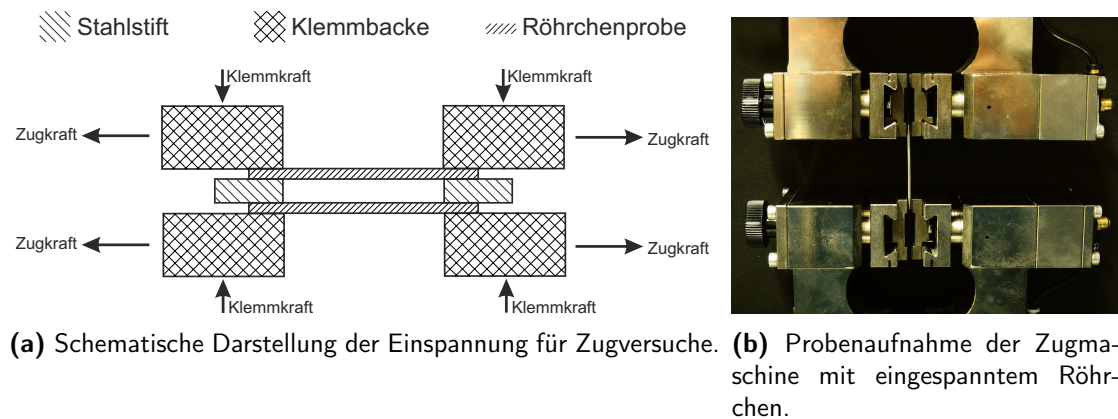 Stahlstift Klemmbacke Röhrchenprobe
Klemmkraft Klemmkraft
Zugkraft Zugkraft
Zugkraft Zugkraft
Klemmkraft Klemmkraft
(a) Schematische Darstellung der Einspannung für Zugversuche.
(b) Probenaufnahme der Zugma-
schine mit eingespanntem Röhr-
chen.